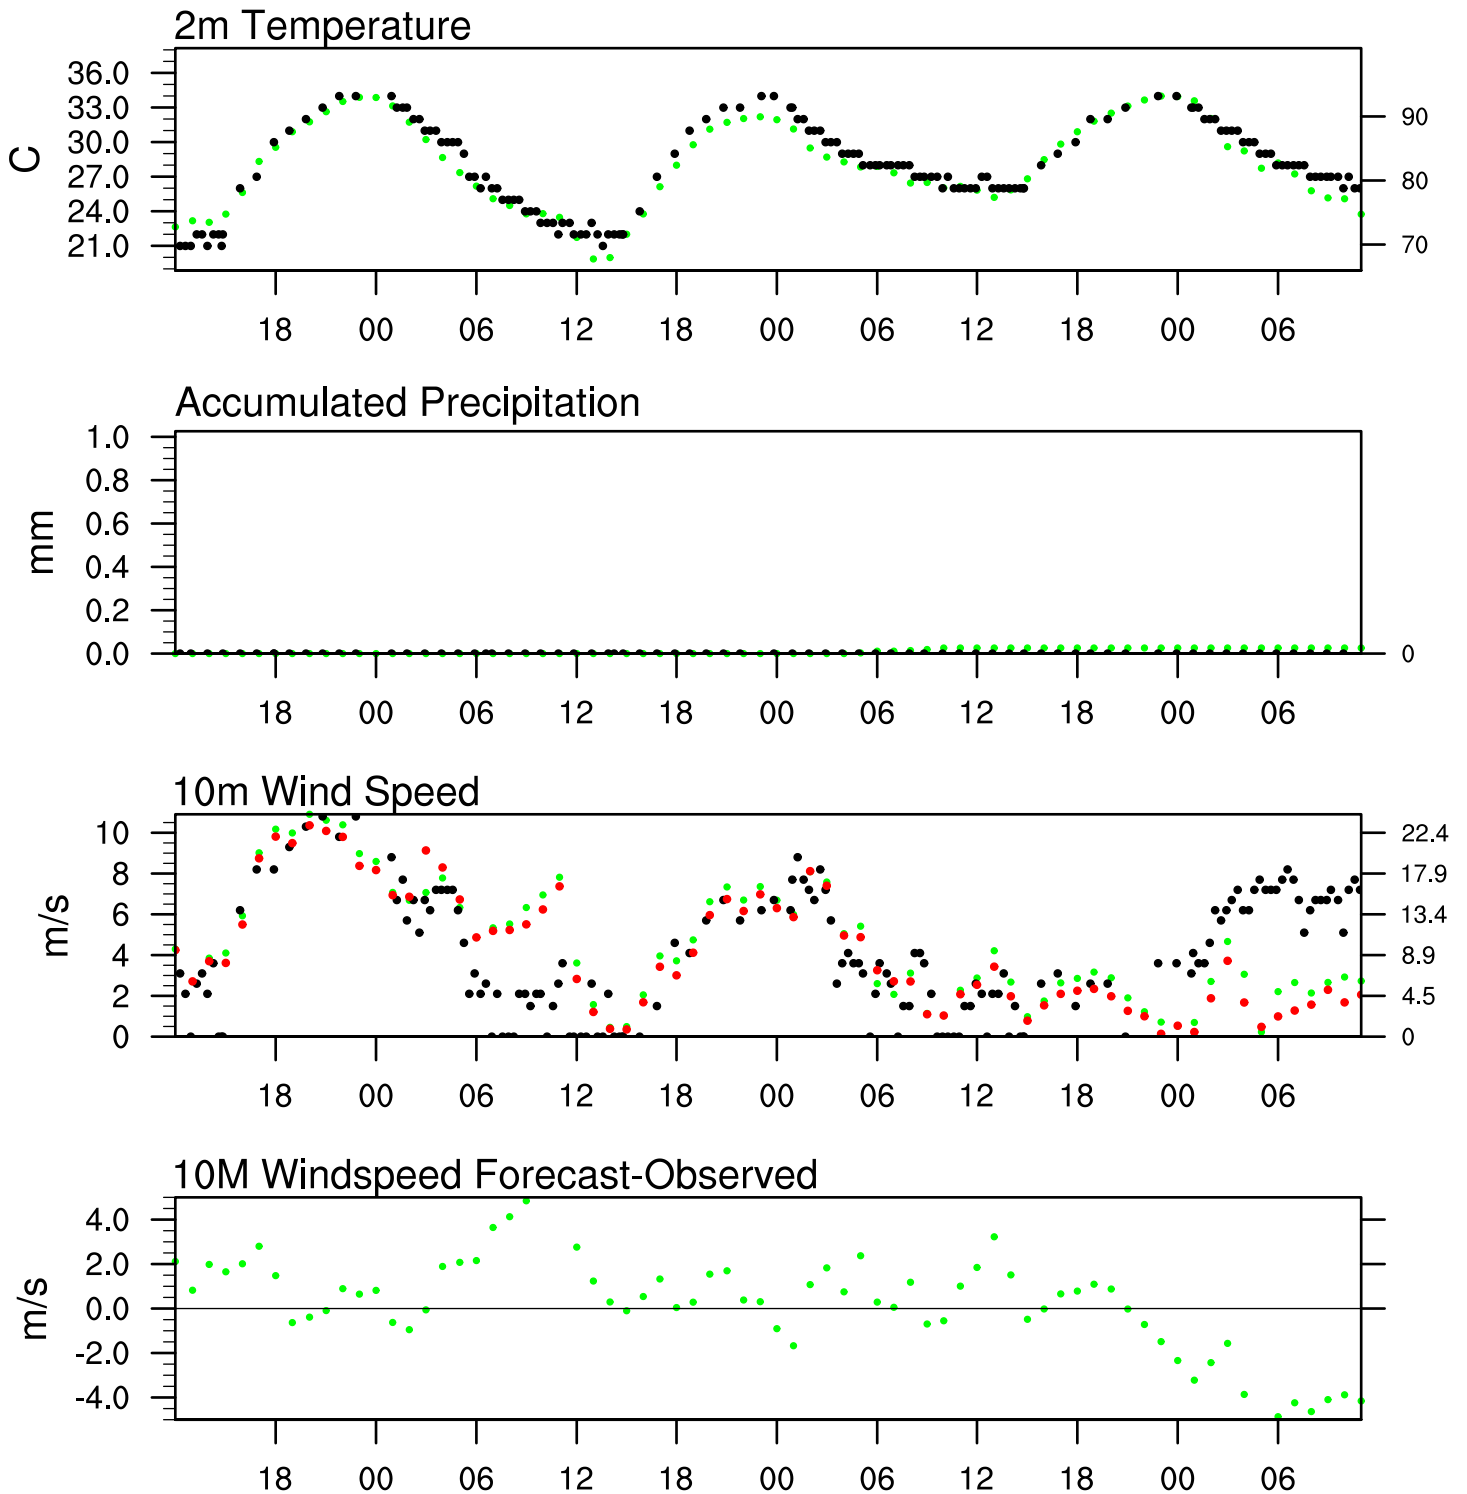 2m Temperature
36.0
33.0
30.0
27.0
24.0
21.0
C
90
80
70
18 00 06 12 18 00 06 12 18 00 06
Accumulated Precipitation
1.0
0.8
0.6
0.4
0.2
0.0
mm
0
18 00 06 12 18 00 06 12 18 00 06
10m Wind Speed
10
8
6
4
2
0
m/s
22.4
17.9
13.4
8.9
4.5
0
18 00 06 12 18 00 06 12 18 00 06
10M Windspeed Forecast-Observed
4.0
2.0
0.0
-2.0
-4.0
m/s
18 00 06 12 18 00 06 12 18 00 06